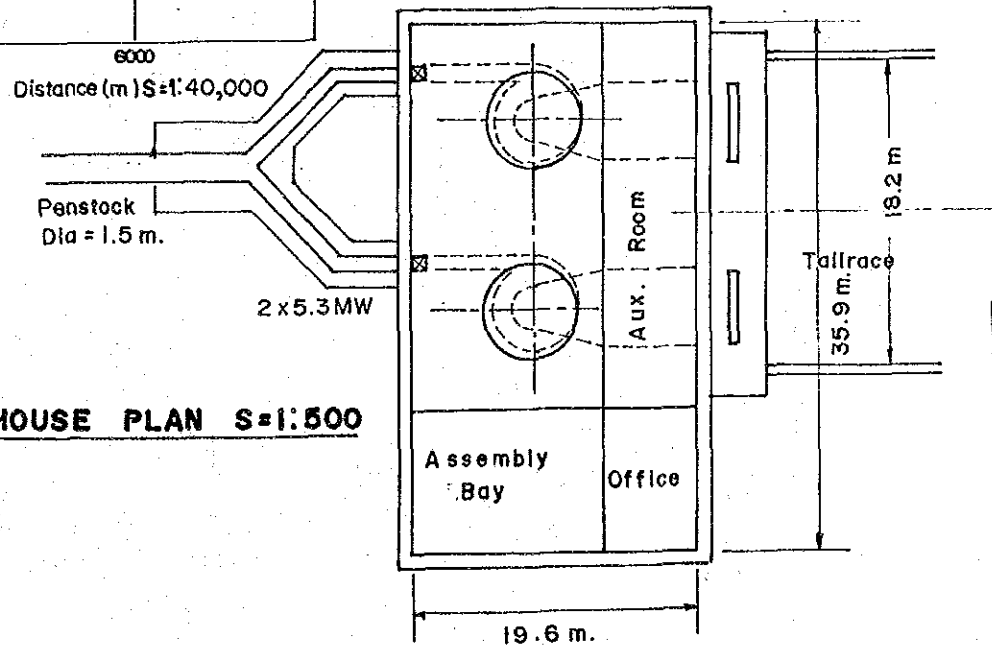 6000
Distance (m) S=1:40,000
Penstock
Dia = 1.5 m.
2 x 5.3 MW
HOUSE PLAN S=1:500
Aux. Room
Assembly
Bay
Office
18.2 m
Tailrace
35.9 m.
19.6 m.